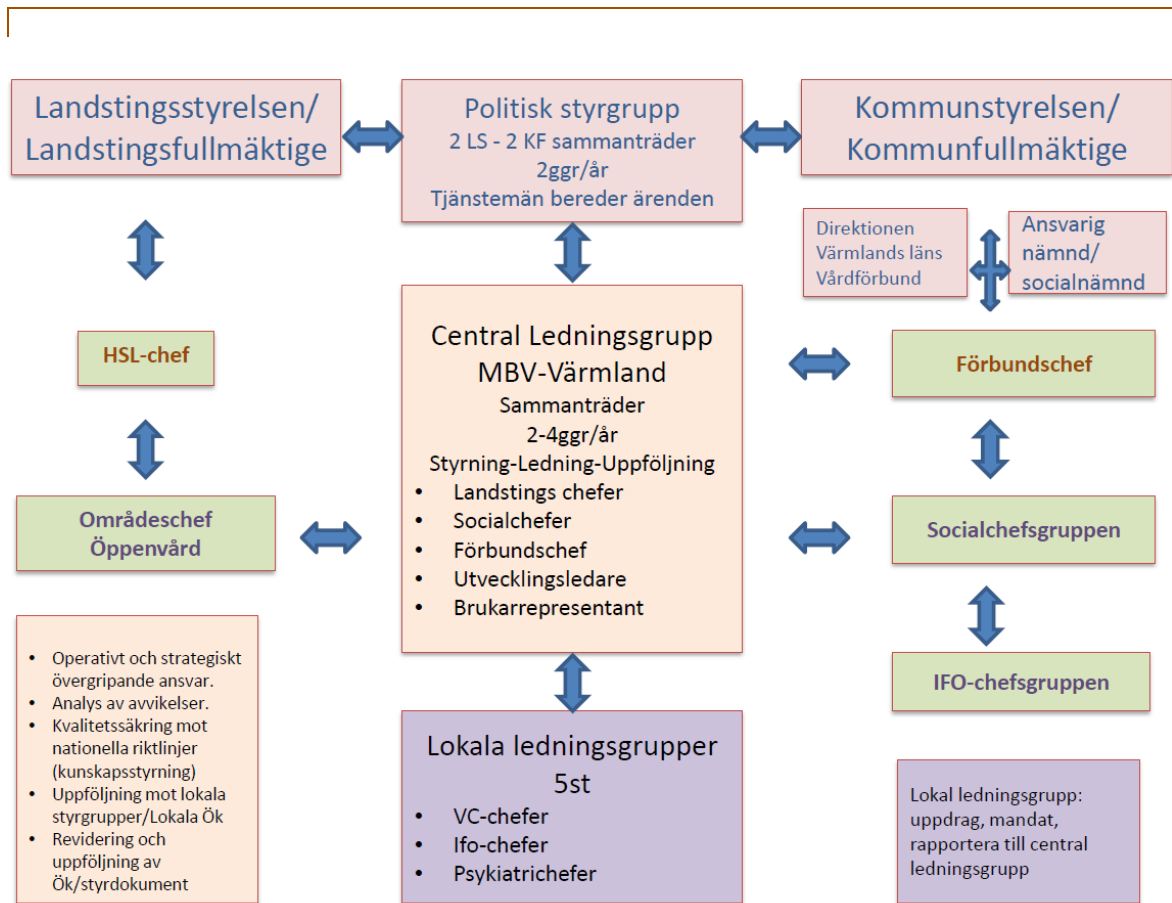 Landstingsstyrelsen/
Landstingsfullmäktige
Politisk styrgrupp
2 LS - 2 KF sammanträder
2ggr/år
Tjänstemän bereder ärenden
Kommunstyrelsen/
Kommunfullmäktige
Direktionen
Värmlands läns
Vårdförbund
Ansvarig
nämnd/
socialnämnd
HSL-chef
Central Ledningsgrupp
MBV-Värmland
Sammanträder
2-4ggr/år
Styrning-Ledning-Uppföljning
• Landstings chefer
• Socialchefer
• Förbundschef
• Utvecklingsledare
• Brukarrepresentant
Förbundschef
Områdeschef
Öppenvård
Socialchefsgruppen
IFO-chefsgruppen
• Operativt och strategiskt
övergripande ansvar.
• Analys av avvikelser.
• Kvalitetssäkring mot
nationella riktlinjer
(kunskapsstyrning)
• Uppföljning mot lokala
styrgrupper/Lokala Ök
• Revidering och
uppföljning av
Ök/styrdokument
Lokala ledningsgrupper
5st
• VC-chefer
• Ifo-chefer
• Psykiatrichefer
Lokal ledningsgrupp:
uppdrag, mandat,
rapportera till central
ledningsgrupp